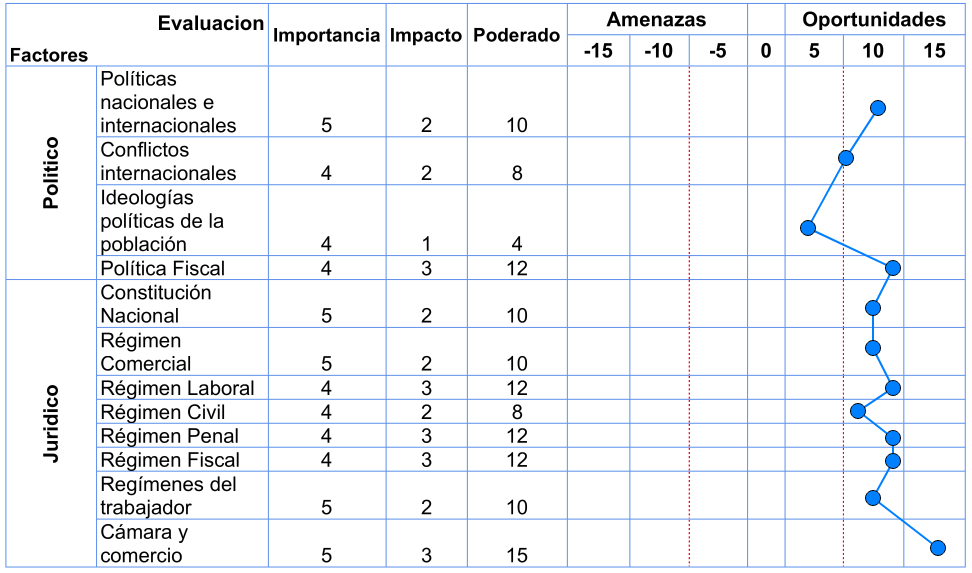 Evaluacion
Factores
Importancia Impacto Poderado
Amenazas
Oportunidades
-15 -10 -5 0 5 10 15
Politico
Políticas
nacionales e
internacionales 5 2 10
Conflictos
internacionales 4 2 8
Ideologías
políticas de la
población 4 1 4
Política Fiscal 4 3 12
Juridico
Constitución
Nacional 5 2 10
Régimen
Comercial 5 2 10
Régimen Laboral 4 3 12
Régimen Civil 4 2 8
Régimen Penal 4 3 12
Régimen Fiscal 4 3 12
Regímenes del
trabajador 5 2 10
Cámara y
comercio 5 3 15